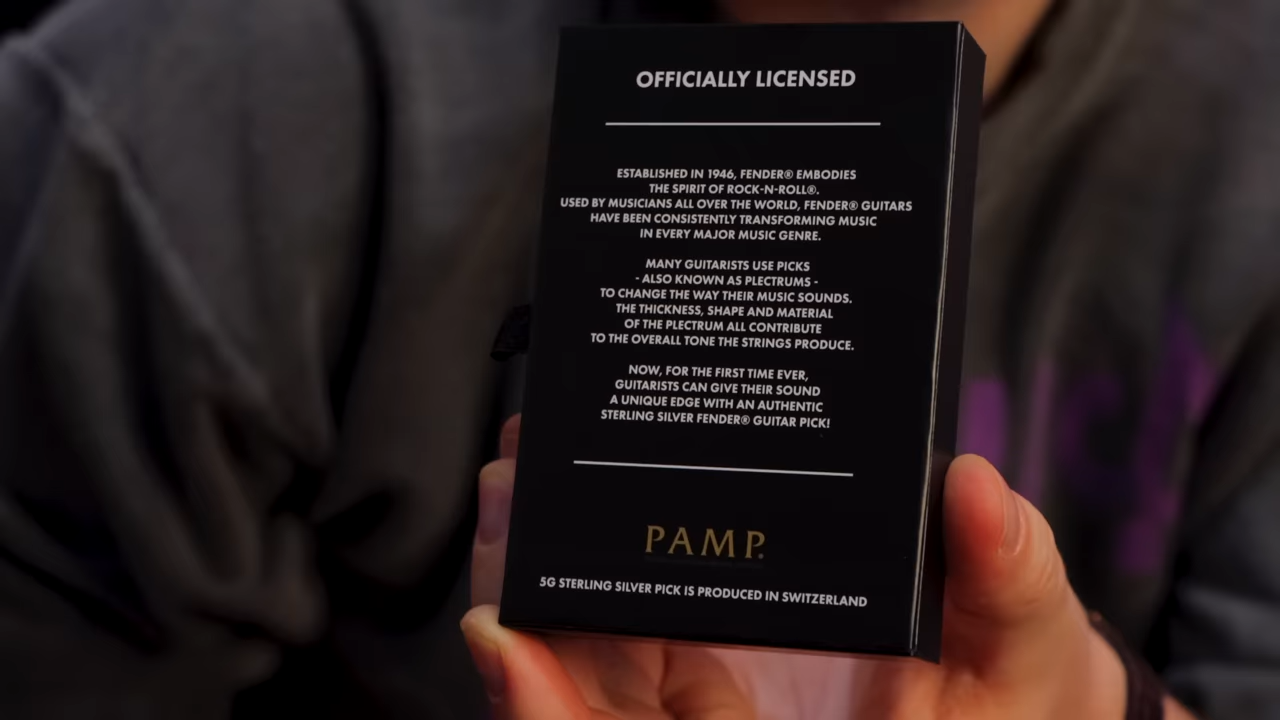 OFFICIALLY LICENSED
ESTABLISHED IN 1946, FENDER® EMBODIES
THE SPIRIT OF ROCK-N-ROLL®.
USED BY MUSICIANS ALL OVER THE WORLD, FENDER® GUITARS
HAVE BEEN CONSISTENTLY TRANSFORMING MUSIC
IN EVERY MAJOR MUSIC GENRE.
MANY GUITARISTS USE PICKS
- ALSO KNOWN AS PLECTRUMS -
TO CHANGE THE WAY THEIR MUSIC SOUNDS.
THE THICKNESS, SHAPE AND MATERIAL
OF THE PLECTRUM ALL CONTRIBUTE
TO THE OVERALL TONE THE STRINGS PRODUCE.
NOW, FOR THE FIRST TIME EVER,
GUITARISTS CAN GIVE THEIR SOUND
A UNIQUE EDGE WITH AN AUTHENTIC
STERLING SILVER FENDER® GUITAR PICK!
PAMP.
5G STERLING SILVER PICK IS PRODUCED IN SWITZERLAND